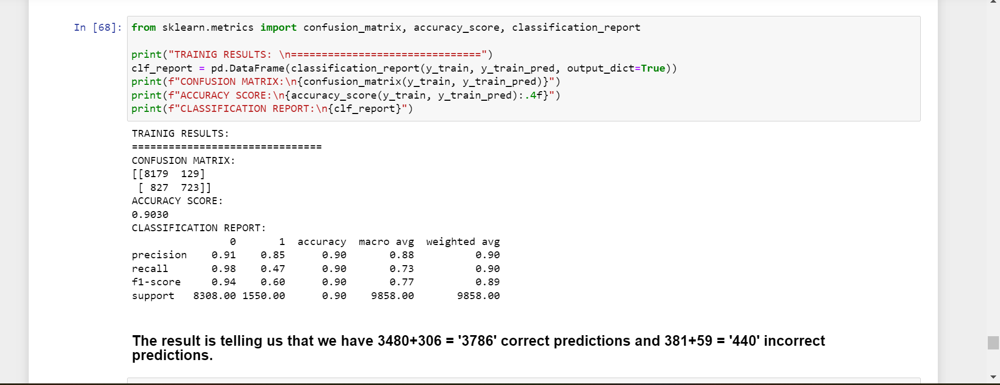 In [68]: from sklearn.metrics import confusion_matrix, accuracy_score, classification_report
print("TRAINIG RESULTS: \n===============================")
clf_report = pd.DataFrame(classification_report(y_train, y_train_pred, output_dict=True))
print(f"CONFUSION MATRIX:\n{confusion_matrix(y_train, y_train_pred)}")
print(f"ACCURACY SCORE:\n{accuracy_score(y_train, y_train_pred):.4f}")
print(f"CLASSIFICATION REPORT:\n{clf_report}")
TRAINIG RESULTS:
===============================
CONFUSION MATRIX:
[[8179  129]
 [ 827  723]]
ACCURACY SCORE:
0.9030
CLASSIFICATION REPORT:
                0       1  accuracy  macro avg  weighted avg
precision    0.91    0.85      0.90       0.88          0.90
recall       0.98    0.47      0.90       0.73          0.90
f1-score     0.94    0.60      0.90       0.77          0.89
support   8308.00 1550.00      0.90    9858.00       9858.00
The result is telling us that we have 3480+306 = '3786' correct predictions and 381+59 = '440' incorrect
predictions.